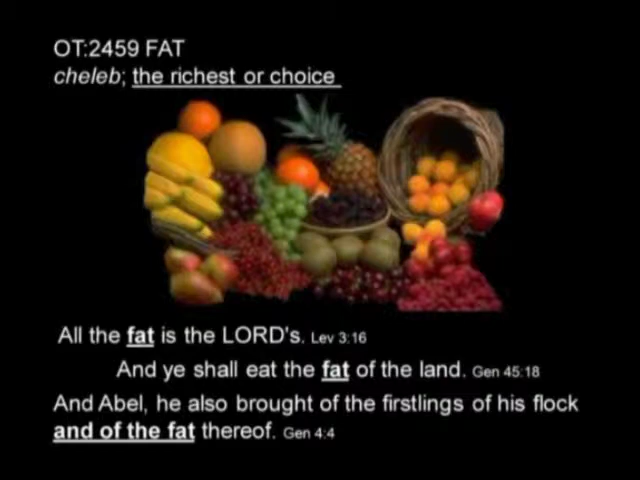 OT:2459 FAT
cheleb; the richest or choice
All the fat is the LORD's. Lev 3:16
And ye shall eat the fat of the land. Gen 45:18
And Abel, he also brought of the firstlings of his flock
and of the fat thereof. Gen 4:4